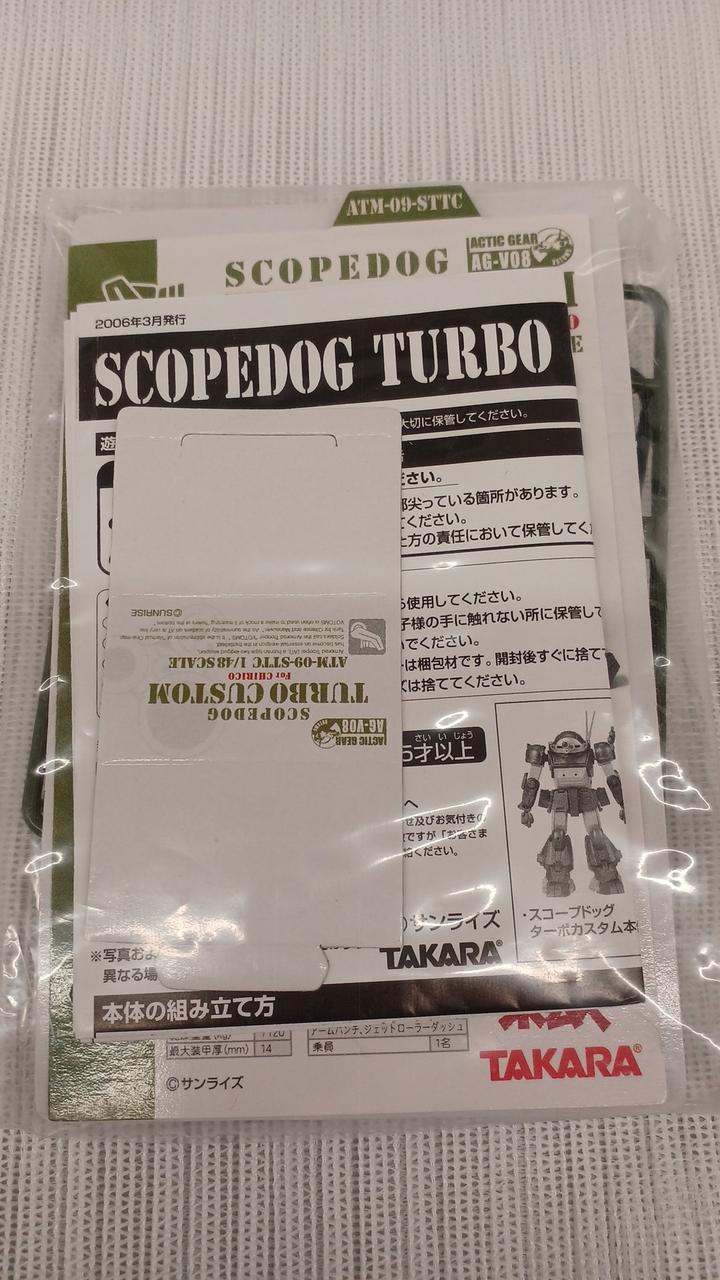 ATM-09-STTC
SCOPEDOG
ACTIC GEAR
AG-V08
2006年3月発行
SCOPEDOG TURBO
大切に保管してください。
遊
ださい。
部尖っている箇所があります。
てください。
方の責任において保管してく
使用してください。
子様の手に触れない所に保管して
でください。
は梱包材です。開封後すぐに捨て
は捨ててください。
©SUNRISE
ATM-09-STTC 1/48 SCALE
For CHIRICO
TURBO CUSTOM
SCOPEDOG
ACTIC GEAR
AG-V08
さい いじょう
5才以上
へ
せ及びお気付きの
ですが「お客さま
ください。
サンライズ
TAKARA
・スコープドッグ
ターボカスタム本
※写真およ
異なる場
本体の組み立て方
アームパンチ、ジェットローラーダッシュ
最大装甲厚(mm) 14 乗員 1名
TAKARA®
©サンライズ